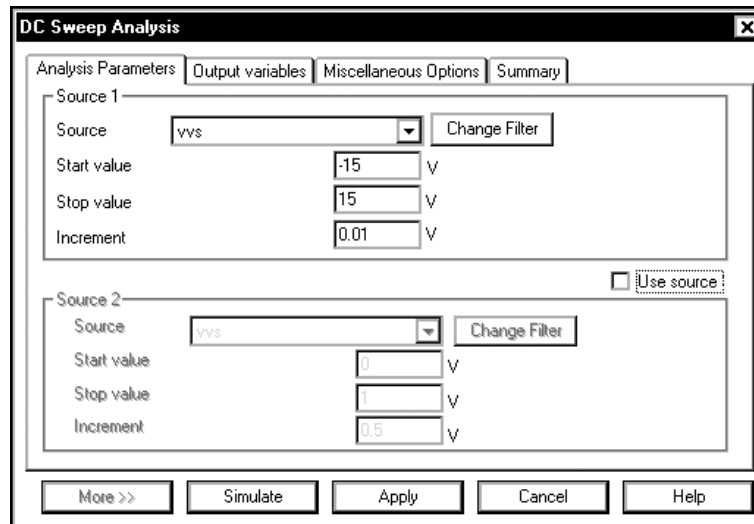 DC Sweep Analysis
Analysis Parameters Output variables Miscellaneous Options Summary
Source 1
Source vvs Change Filter
Start value -15 V
Stop value 15 V
Increment 0.01 V
Use source
Source 2
Source vvs Change Filter
Start value 0 V
Stop value 1 V
Increment 0.5 V
More >> Simulate Apply Cancel Help